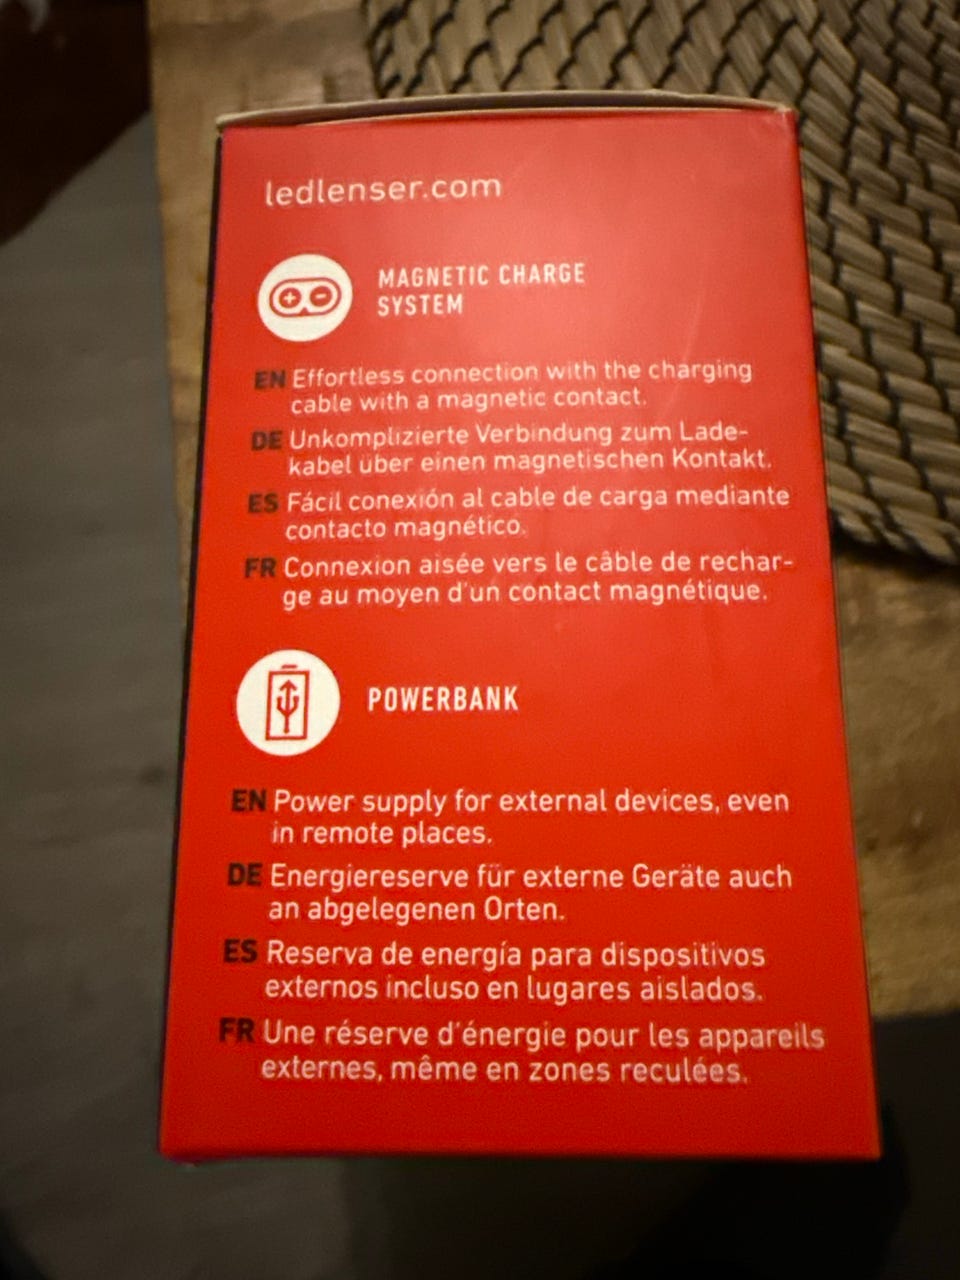 ledlenser.com
MAGNETIC CHARGE
SYSTEM
EN Effortless connection with the charging
cable with a magnetic contact.
DE Unkomplizierte Verbindung zum Lade-
kabel über einen magnetischen Kontakt.
ES Fácil conexión al cable de carga mediante
contacto magnético.
FR Connexion aisée vers le câble de rechar-
ge au moyen d'un contact magnétique.
POWERBANK
EN Power supply for external devices, even
in remote places.
DE Energiereserve für externe Geräte auch
an abgelegenen Orten.
ES Reserva de energía para dispositivos
externos incluso en lugares aislados.
FR Une réserve d'énergie pour les appareils
externes, même en zones reculées.